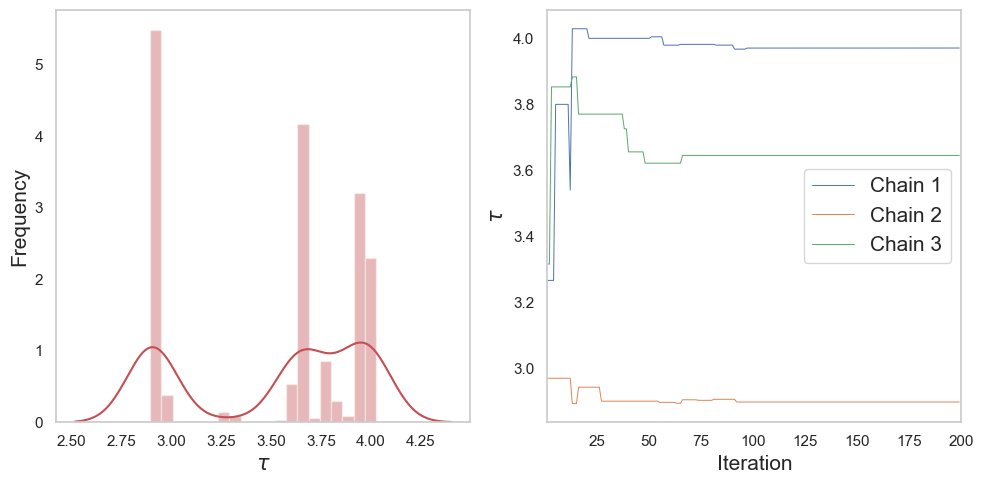 5
4
3
2
1
0
Frequency
2.50 2.75 3.00 3.25 3.50 3.75 4.00 4.25
τ
4.0
3.8
3.6
3.4
3.2
3.0
τ
Chain 1
Chain 2
Chain 3
25 50 75 100 125 150 175 200
Iteration